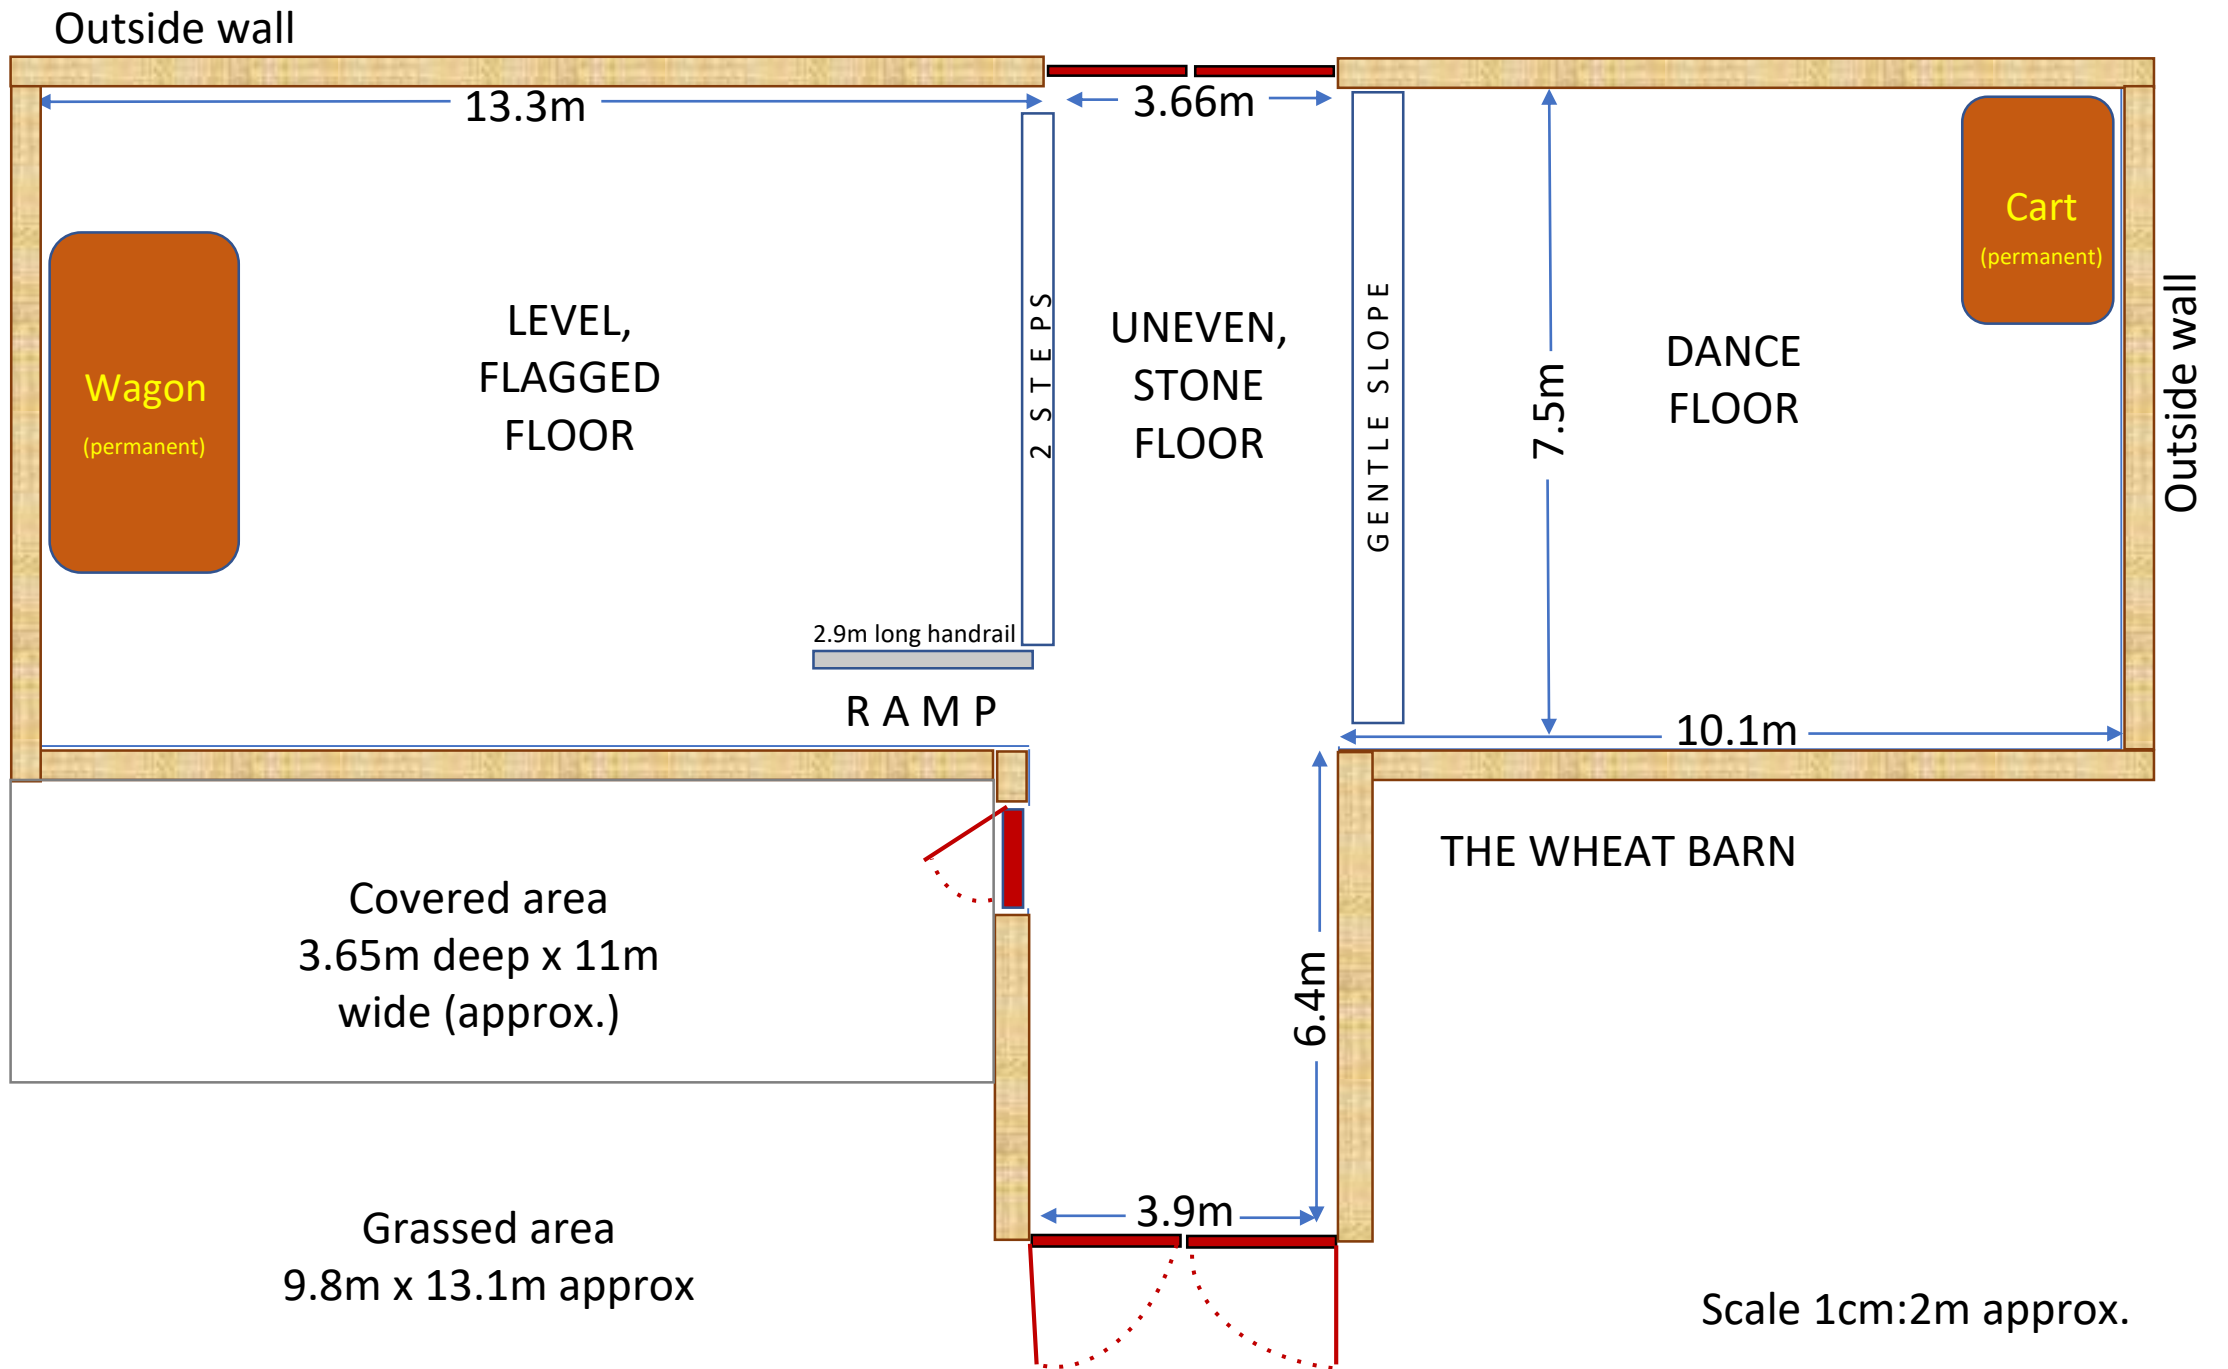 Outside wall
13.3m
3.66m
Cart
(permanent)
Outside wall
LEVEL,
FLAGGED
FLOOR
2 STEPS
UNEVEN,
STONE
FLOOR
GENTLE SLOPE
7.5m
DANCE
FLOOR
Wagon
(permanent)
2.9m long handrail
RAMP
10.1m
THE WHEAT BARN
Covered area
3.65m deep x 11m
wide (approx.)
6.4m
3.9m
Grassed area
9.8m x 13.1m approx
Scale 1cm:2m approx.